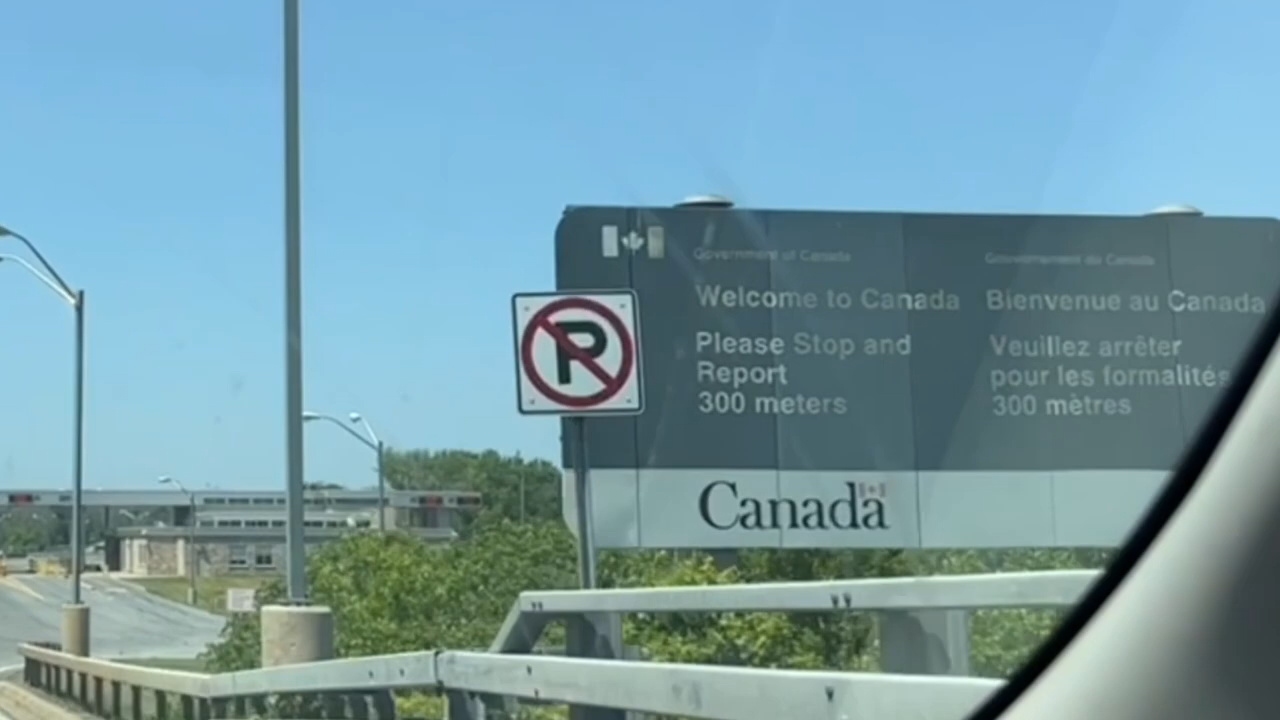 Government of Canada
Welcome to Canada
Please Stop and
Report
300 meters
Gouvernement du Canada
Bienvenue au Canada
Veuillez arrêter
pour les formalités
300 mètres
P
Canada